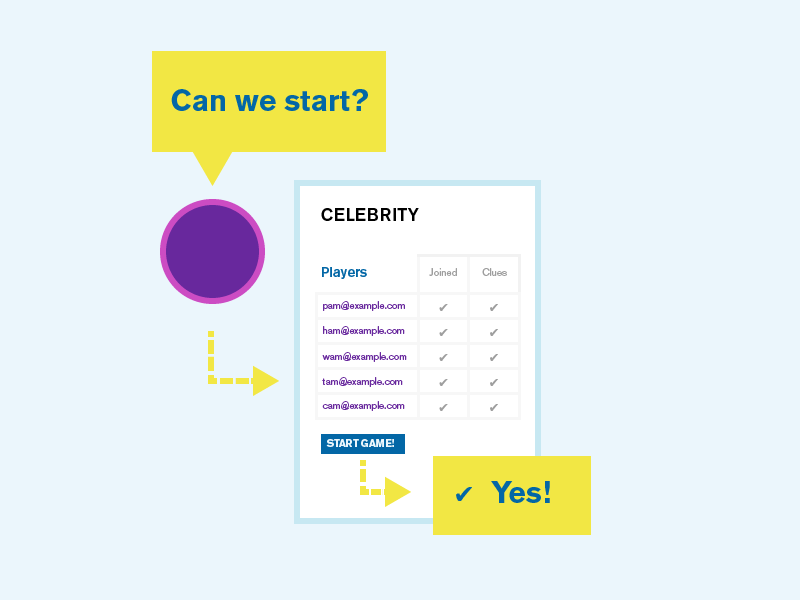 Can we start?
CELEBRITY
Players Joined Clues
pam@example.com ✔ ✔
ham@example.com ✔ ✔
wam@example.com ✔ ✔
tam@example.com ✔ ✔
cam@example.com ✔ ✔
START GAME!
✔ Yes!